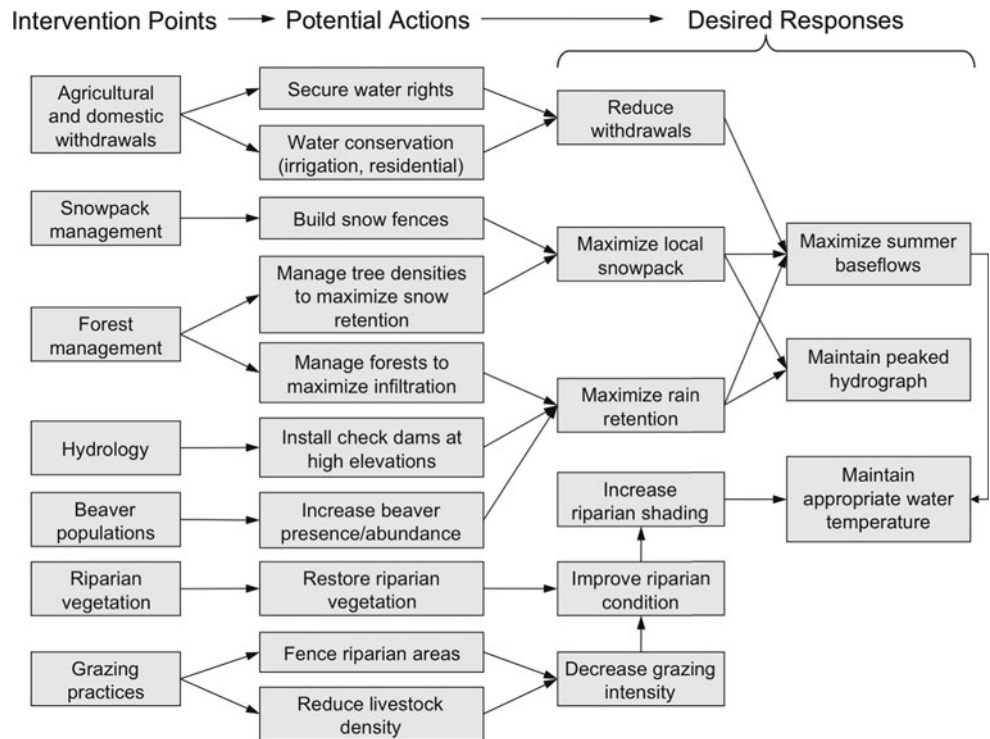 Intervention Points
Potential Actions
Desired Responses
Agricultural
and domestic
withdrawals
Snowpack
management
Forest
management
Hydrology
Beaver
populations
Riparian
vegetation
Grazing
practices
Secure water rights
Water conservation
(irrigation, residential)
Build snow fences
Manage tree densities
to maximize snow
retention
Manage forests to
maximize infiltration
Install check dams at
high elevations
Increase beaver
presence/abundance
Restore riparian
vegetation
Fence riparian areas
Reduce livestock
density
Reduce
withdrawals
Maximize local
snowpack
Maximize rain
retention
Increase
riparian shading
Improve riparian
condition
Decrease grazing
intensity
Maximize summer
baseflows
Maintain peaked
hydrograph
Maintain
appropriate water
temperature